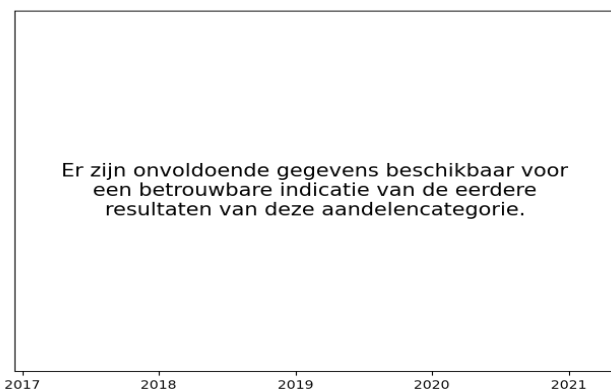 Er zijn onvoldoende gegevens beschikbaar voor
een betrouwbare indicatie van de eerdere
resultaten van deze aandelencategorie.
2017 2018 2019 2020 2021